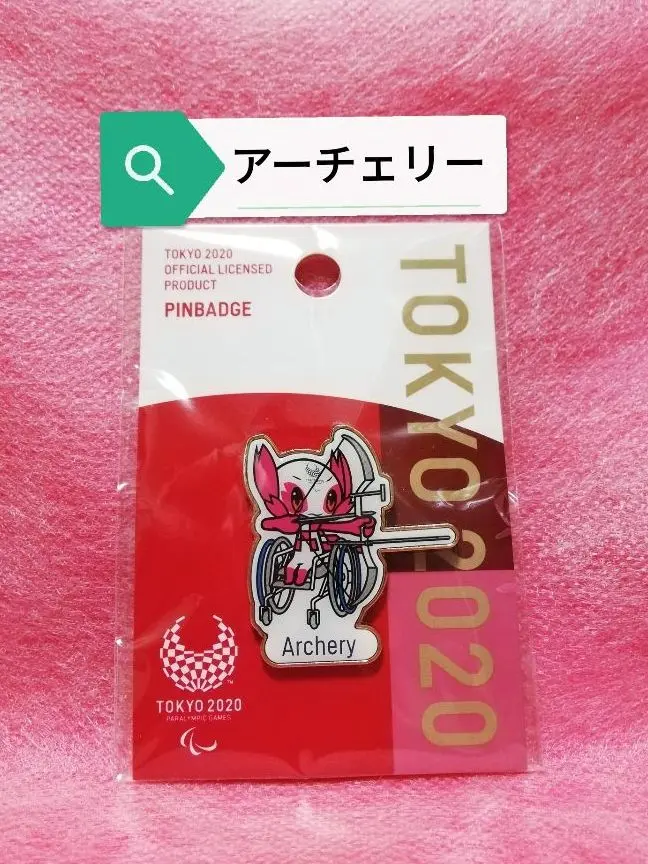 アーチェリー
TOKYO 2020
OFFICIAL LICENSED
PRODUCT
PINBADGE
TOKYO 2020
Archery
TOKYO 2020
PARALYMPIC GAMES